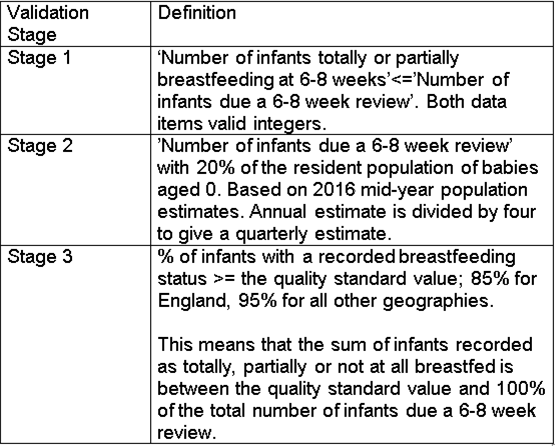 Validation Stage
Definition
Stage 1
‘Number of infants totally or partially
breastfeeding at 6-8 weeks’<=’Number of
infants due a 6-8 week review’. Both data
items valid integers.
Stage 2
’Number of infants due a 6-8 week review’
with 20% of the resident population of babies
aged 0. Based on 2016 mid-year population
estimates. Annual estimate is divided by four
to give a quarterly estimate.
Stage 3
% of infants with a recorded breastfeeding
status >= the quality standard value; 85% for
England, 95% for all other geographies.
This means that the sum of infants recorded
as totally, partially or not at all breastfed is
between the quality standard value and 100%
of the total number of infants due a 6-8 week
review.